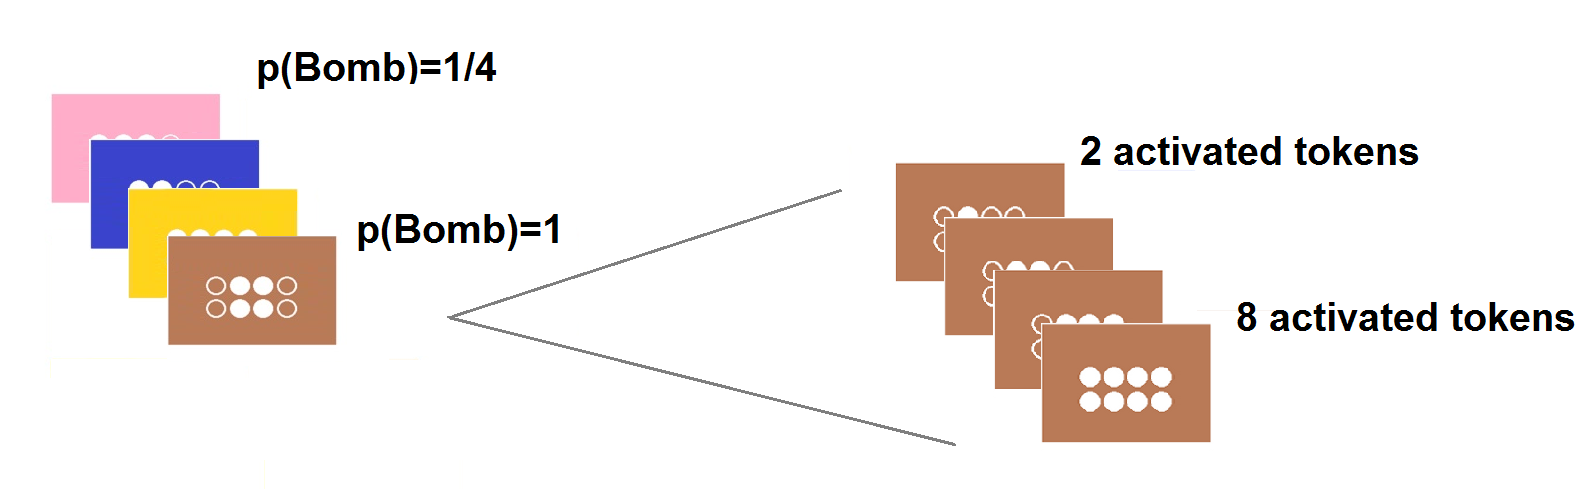 p(Bomb)=1/4
p(Bomb)=1
2 activated tokens
8 activated tokens